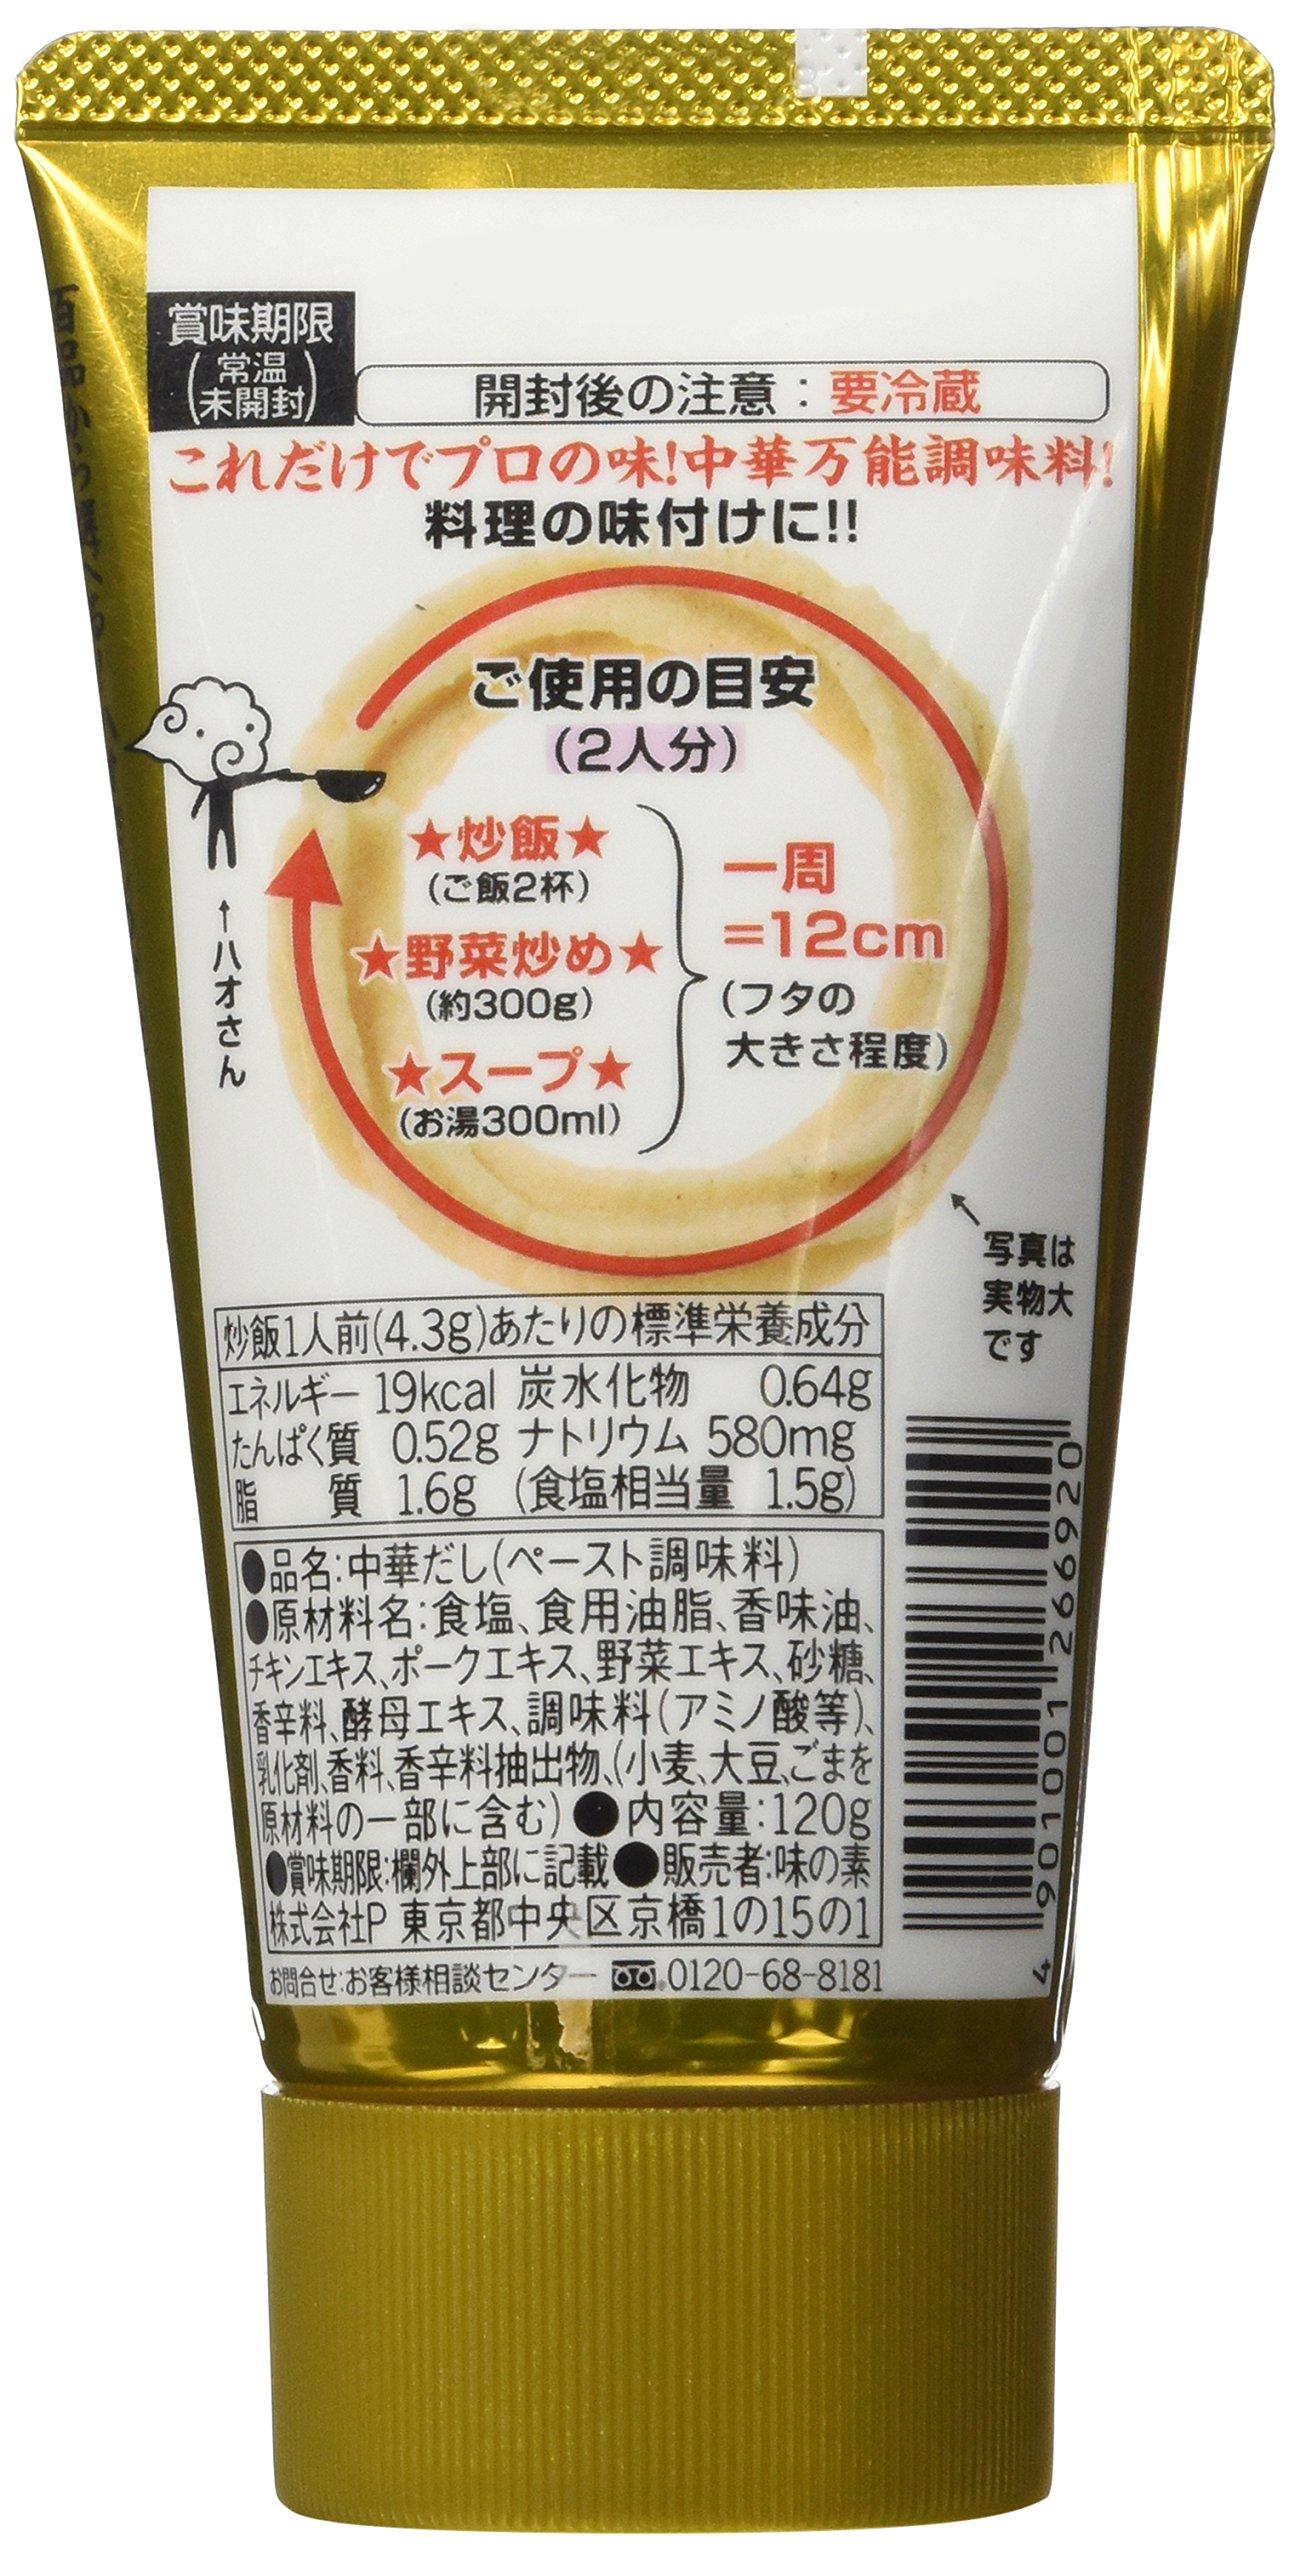 賞味期限
(常温
未開封)
開封後の注意：要冷蔵
これだけでプロの味!中華万能調味料!
料理の味付けに!!
ご使用の目安
(2人分)
★炒飯★
(ご飯2杯)
★野菜炒め★
(約300g)
★スープ★
(お湯300ml)
一周
=12cm
(フタの
大きさ程度)
↑ハオさん
写真は
実物大
です
炒飯1人前(4.3g)あたりの標準栄養成分
エネルギー 19kcal 炭水化物 0.64g
たんぱく質 0.52g ナトリウム 580mg
脂質 1.6g (食塩相当量 1.5g)
●品名:中華だし(ペースト調味料)
●原材料名:食塩、食用油脂、香味油、
チキンエキス、ポークエキス、野菜エキス、砂糖、
香辛料、酵母エキス、調味料(アミノ酸等)、
乳化剤、香料、香辛料抽出物、(小麦、大豆、ごまを
原材料の一部に含む) ●内容量:120g
●賞味期限:欄外上部に記載●販売者:味の素
株式会社P 東京都中央区京橋1の15の1
お問合せ:お客様相談センター 0120-68-8181
4 901001 266920